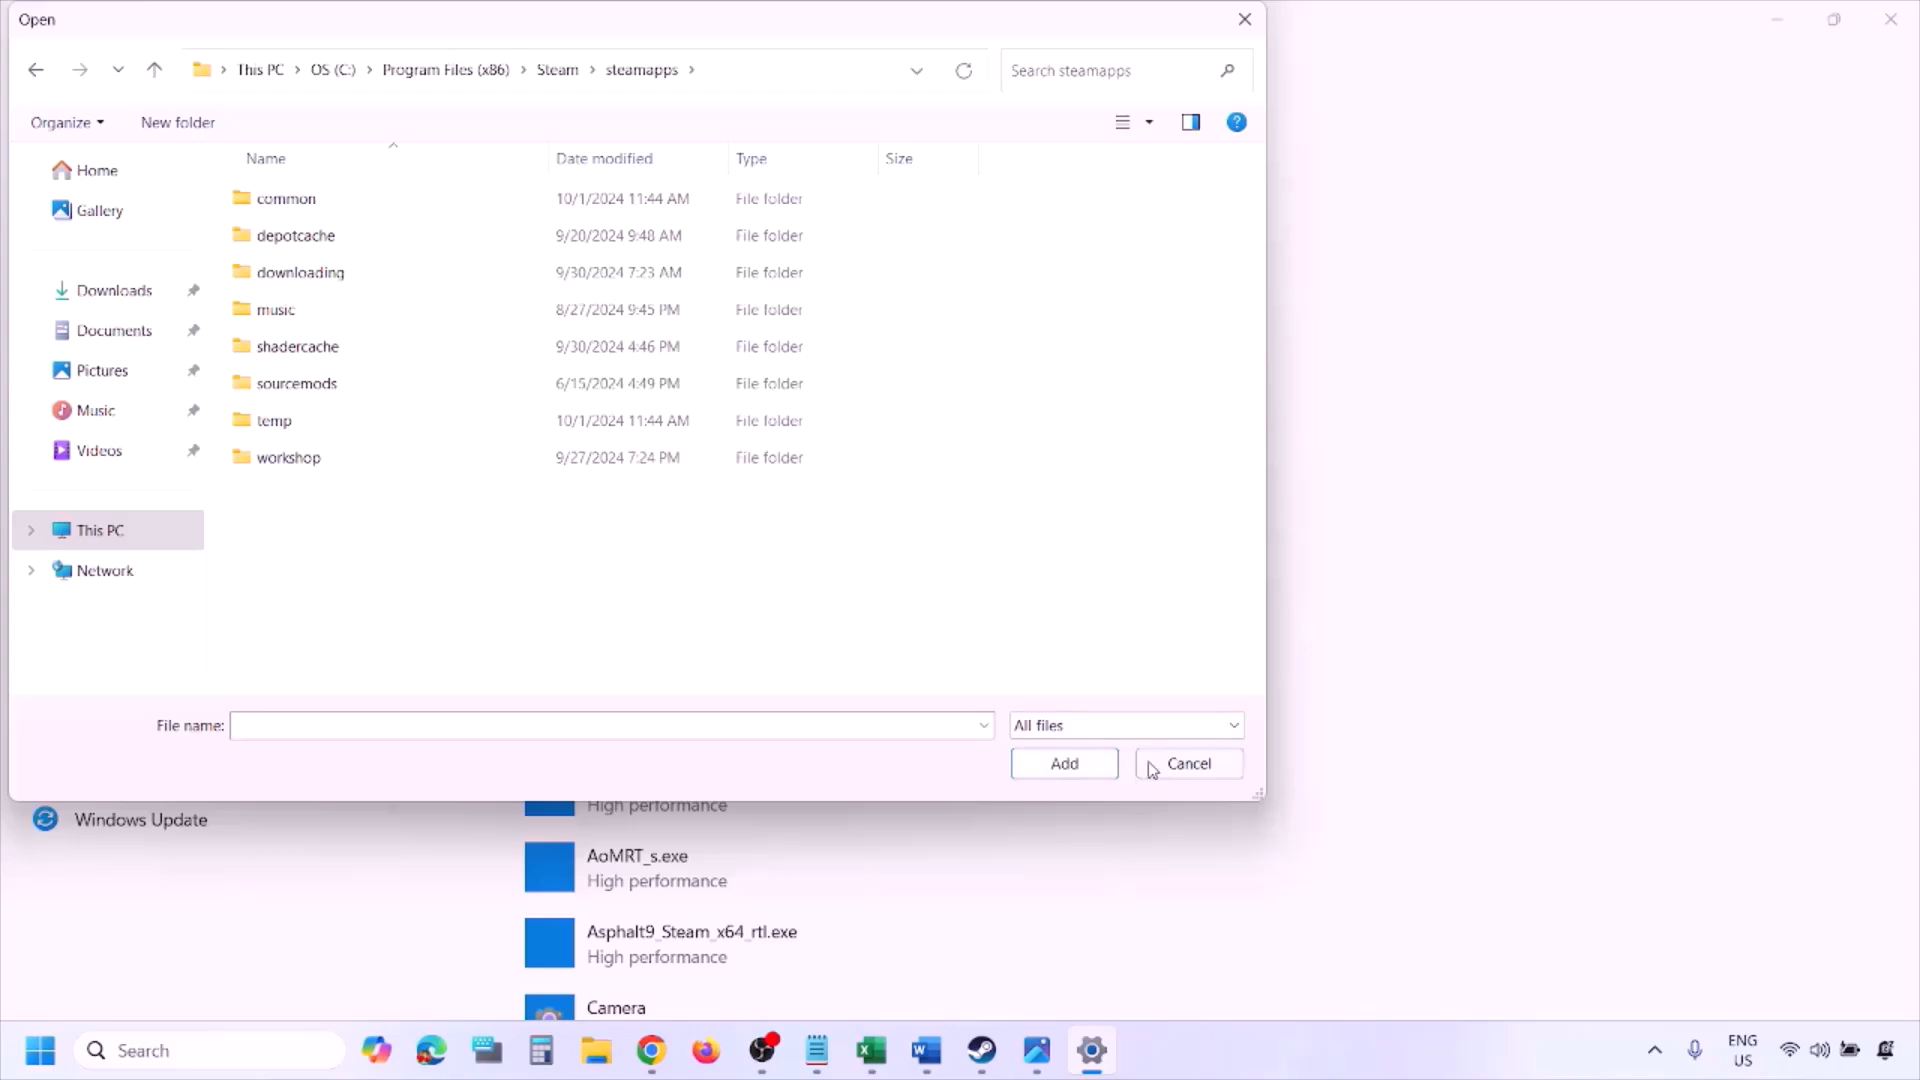 Open
This PC > OS (C:) > Program Files (x86) > Steam > steamapps >
Search steamapps
Organize
New folder
Name
Date modified
Type
Size
Home
Gallery
Downloads
Documents
Pictures
Music
Videos
This PC
Network
common 10/1/2024 11:44 AM File folder
depotcache 9/20/2024 9:48 AM File folder
downloading 9/30/2024 7:23 AM File folder
music 8/27/2024 9:45 PM File folder
shadercache 9/30/2024 4:46 PM File folder
sourcemods 6/15/2024 4:49 PM File folder
temp 10/1/2024 11:44 AM File folder
workshop 9/27/2024 7:24 PM File folder
File name:
All files
Add
Cancel
Windows Update
High performance
AoMRT_s.exe
High performance
Asphalt9_Steam_x64_rtl.exe
High performance
Camera
Search
ENG
US